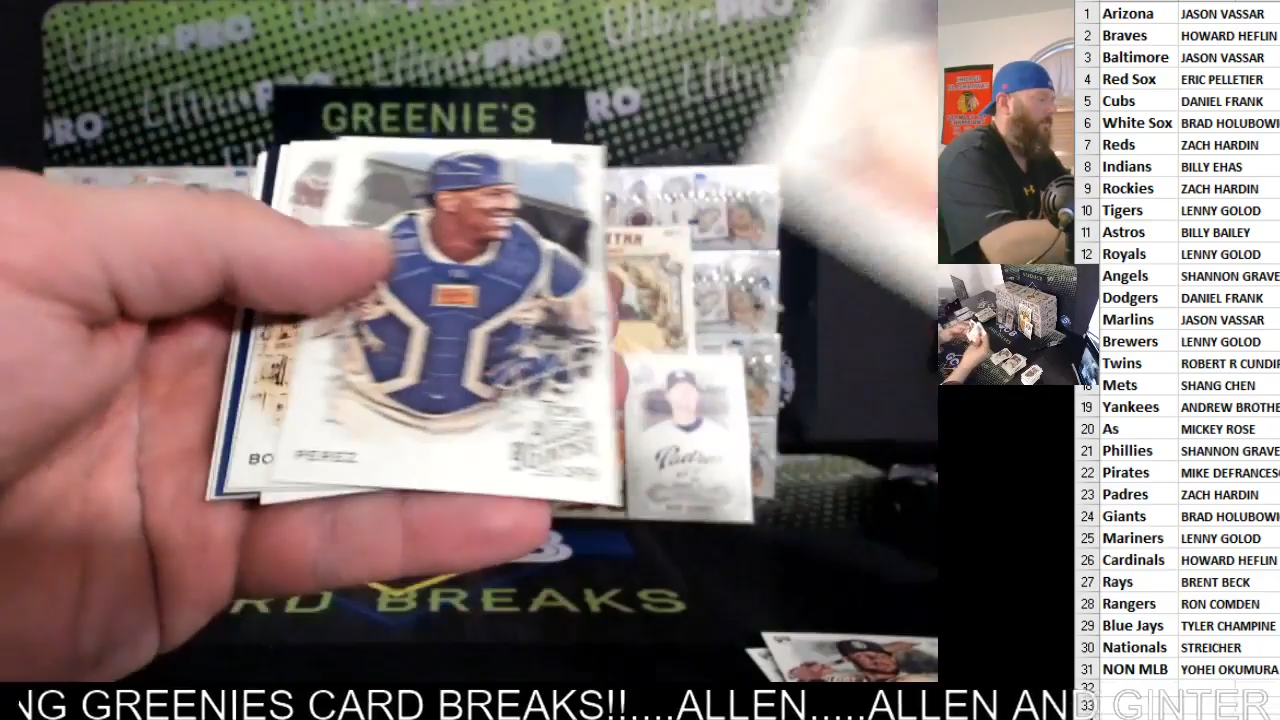 Ultra·PRO
PRO
RO
GREENIE'S
BO
PEREZ
Padres
RD BREAKS
1 Arizona JASON VASSAR
2 Braves HOWARD HEFLIN
3 Baltimore JASON VASSAR
4 Red Sox ERIC PELLETIER
5 Cubs DANIEL FRANK
6 White Sox BRAD HOLUBOWI
7 Reds ZACH HARDIN
8 Indians BILLY EHAS
9 Rockies ZACH HARDIN
10 Tigers LENNY GOLOD
11 Astros BILLY BAILEY
12 Royals LENNY GOLOD
Angels SHANNON GRAVE
Dodgers DANIEL FRANK
Marlins JASON VASSAR
Brewers LENNY GOLOD
Twins ROBERT R CUNDIF
18 Mets SHANG CHEN
19 Yankees ANDREW BROTHE
20 As MICKEY ROSE
21 Phillies SHANNON GRAVE
22 Pirates MIKE DEFRANCES
23 Padres ZACH HARDIN
24 Giants BRAD HOLUBOWI
25 Mariners LENNY GOLOD
26 Cardinals HOWARD HEFLIN
27 Rays BRENT BECK
28 Rangers RON COMDEN
29 Blue Jays TYLER CHAMPINE
30 Nationals STREICHER
31 NON MLB YOHEI OKUMURA
32
33
NG GREENIES CARD BREAKS!!....ALLEN.....ALLEN AND GINTER